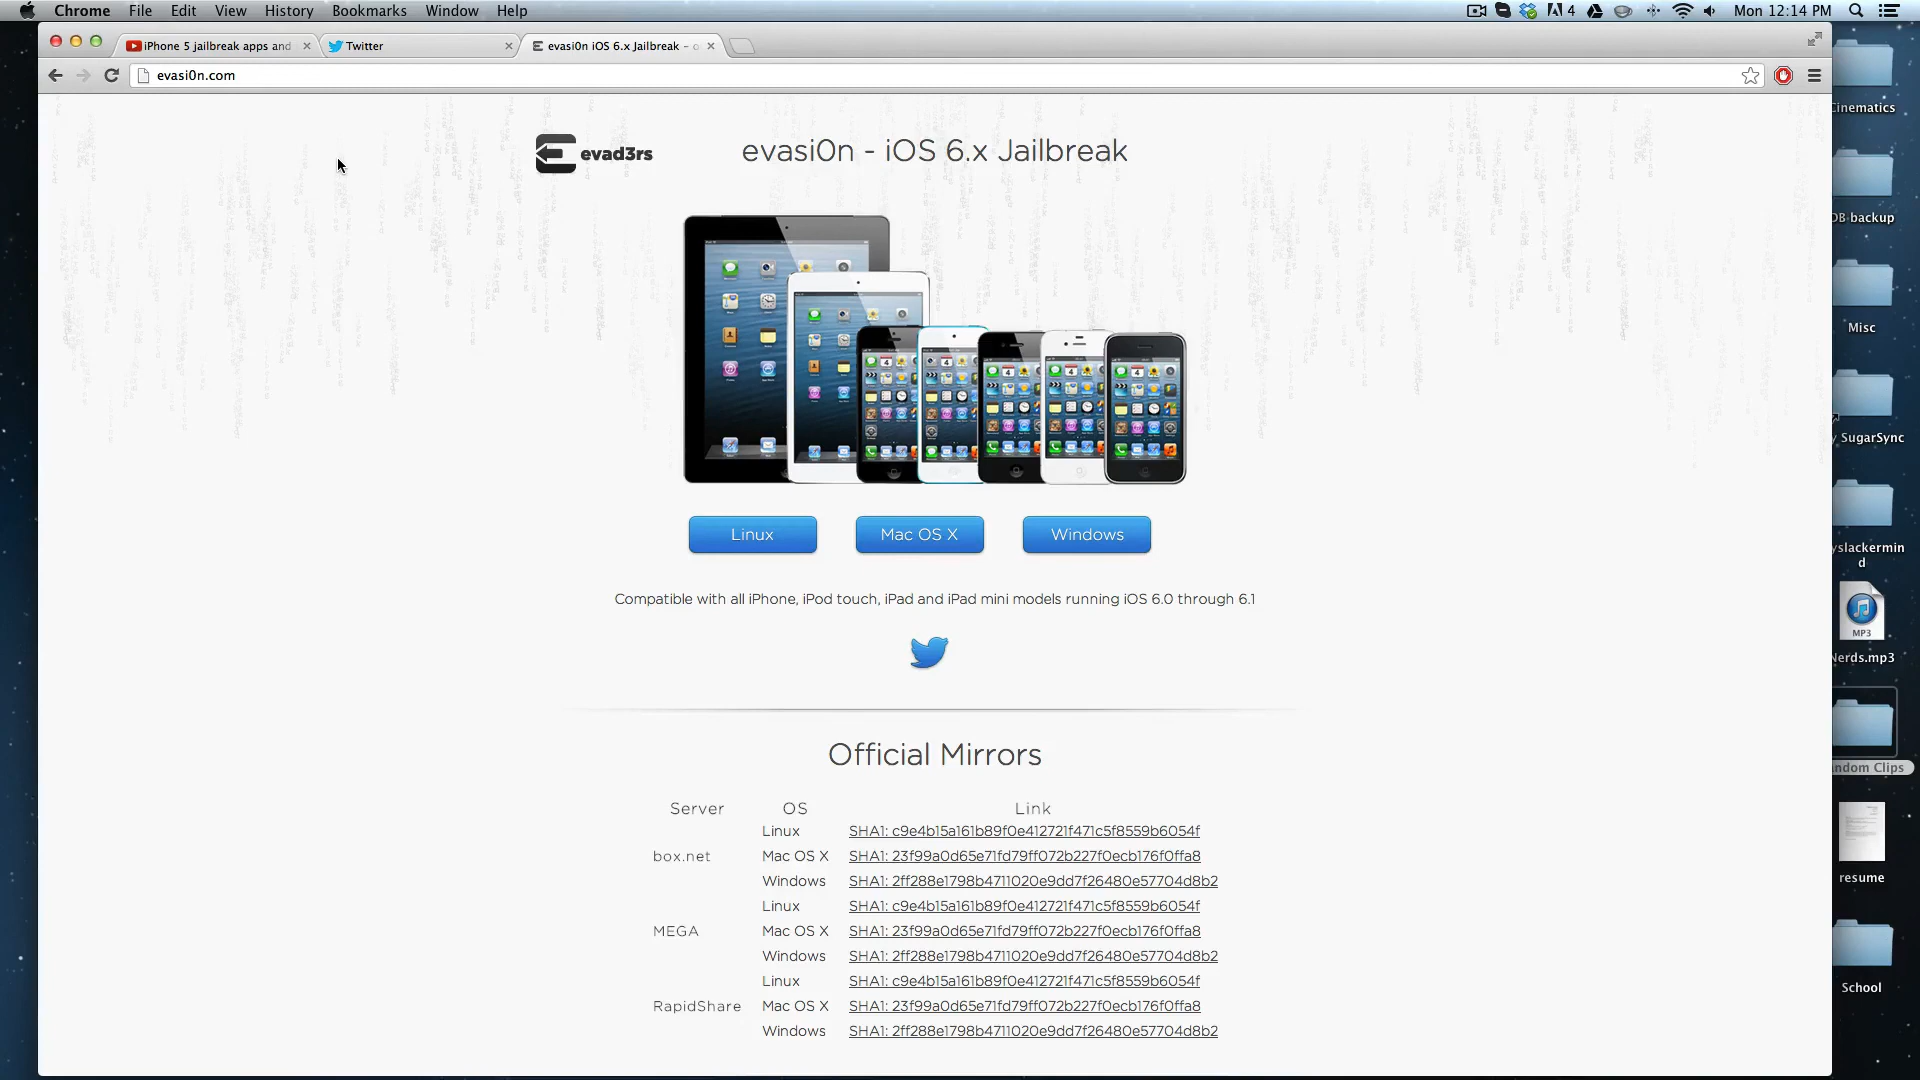 Chrome File Edit View History Bookmarks Window Help 4 Mon 12:14 PM
iPhone 5 jailbreak apps and Twitter evasi0n iOS 6.x Jailbreak -
evasi0n.com
evad3rs
evasi0n - iOS 6.x Jailbreak
Linux Mac OS X Windows
Compatible with all iPhone, iPod touch, iPad and iPad mini models running iOS 6.0 through 6.1
Official Mirrors
Server OS Link
Linux SHA1: c9e4b15a161b89f0e412721f471c5f8559b6054f
box.net Mac OS X SHA1: 23f99a0d65e71fd79ff072b227f0ecb176f0ffa8
Windows SHA1: 2ff288e1798b4711020e9dd7f26480e57704d8b2
Linux SHA1: c9e4b15a161b89f0e412721f471c5f8559b6054f
MEGA Mac OS X SHA1: 23f99a0d65e71fd79ff072b227f0ecb176f0ffa8
Windows SHA1: 2ff288e1798b4711020e9dd7f26480e57704d8b2
Linux SHA1: c9e4b15a161b89f0e412721f471c5f8559b6054f
RapidShare Mac OS X SHA1: 23f99a0d65e71fd79ff072b227f0ecb176f0ffa8
Windows SHA1: 2ff288e1798b4711020e9dd7f26480e57704d8b2
Cinematics
DB backup
Misc
y SugarSync
yslackermin
d
MP3
Nerds.mp3
ndom Clips
resume
School